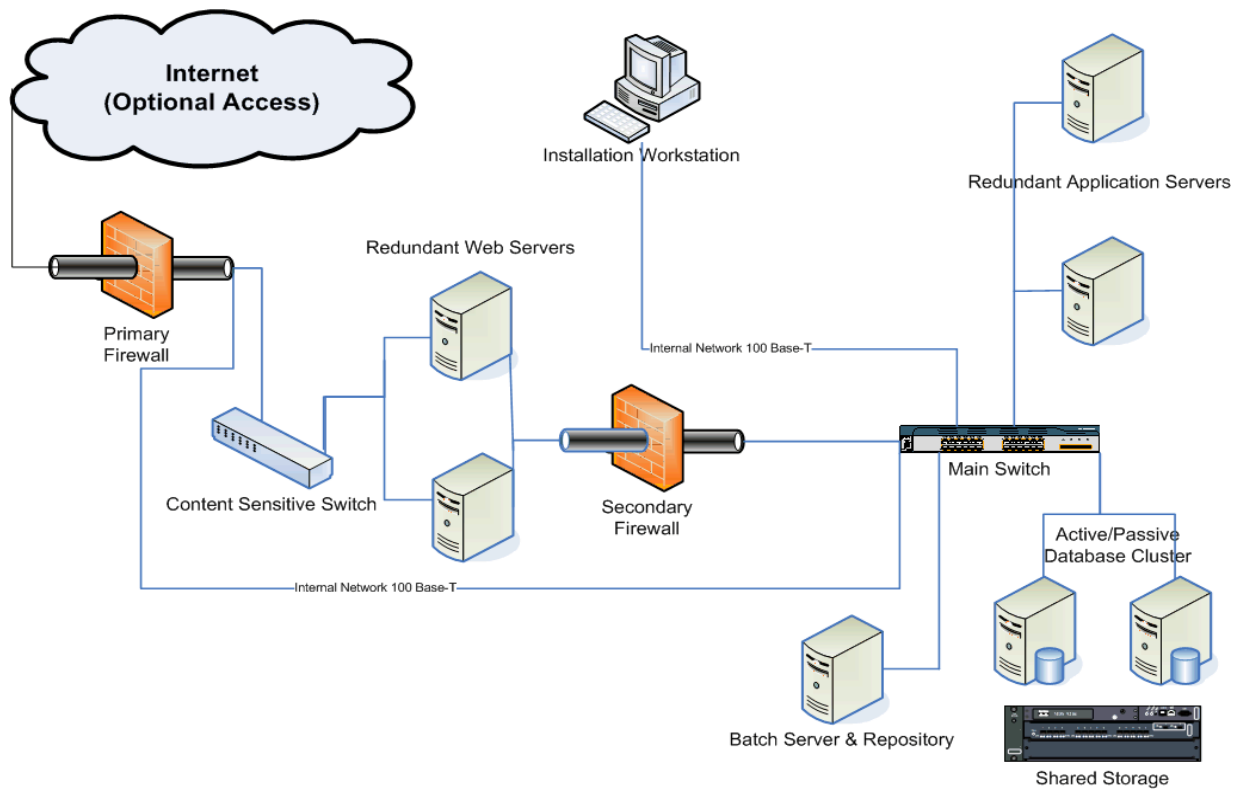 Internet
(Optional Access)
Installation Workstation
Redundant Application Servers
Redundant Web Servers
Primary
Firewall
Internal Network 100 Base-T
Content Sensitive Switch
Secondary
Firewall
Main Switch
Active/Passive
Database Cluster
Internal Network 100 Base-T
Batch Server & Repository
Shared Storage